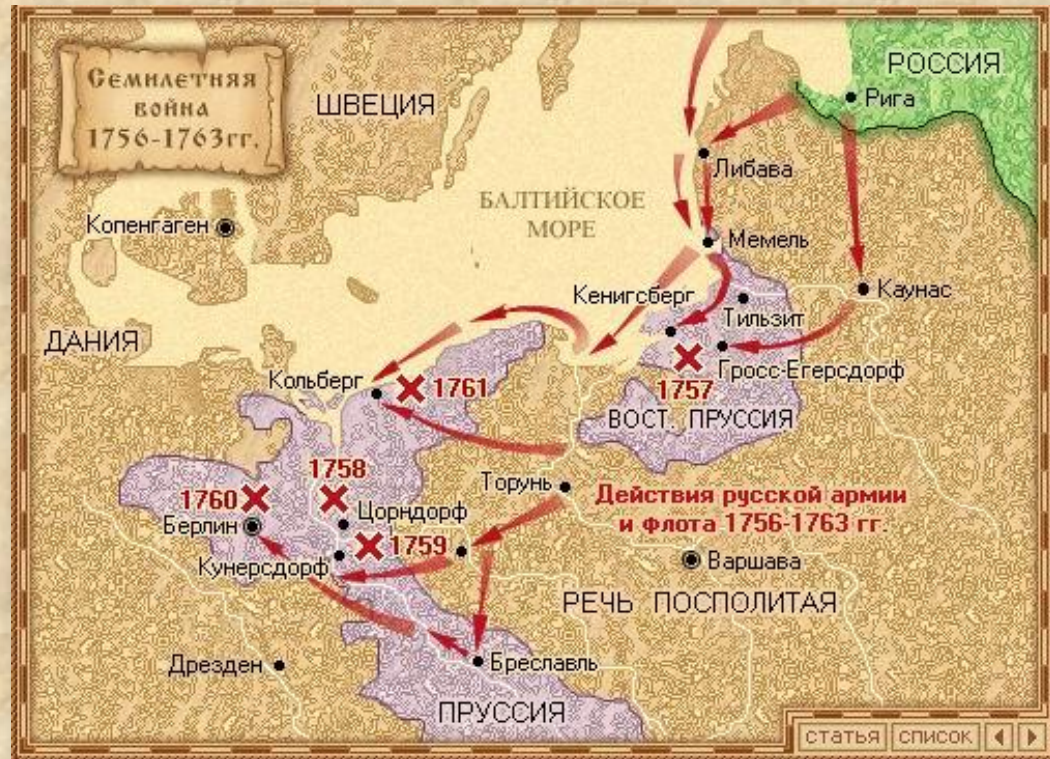 Семилетняя
война
1756-1763гг.
ШВЕЦИЯ
РОССИЯ
Рига
Либава
БАЛТИЙСКОЕ
МОРЕ
Копенгаген
Мемель
Кенигсберг
Каунас
Тильзит
ДАНИЯ
Гросс-Егерсдорф
Кольберг
1761
1757
ВОСТ. ПРУССИЯ
1758
1760
Торунь
Действия русской армии
и флота 1756-1763 гг.
Берлин
Цорндорф
1759
Кунерсдорф
Варшава
РЕЧЬ ПОСПОЛИТАЯ
Дрезден
Бреславль
ПРУССИЯ
статья
список